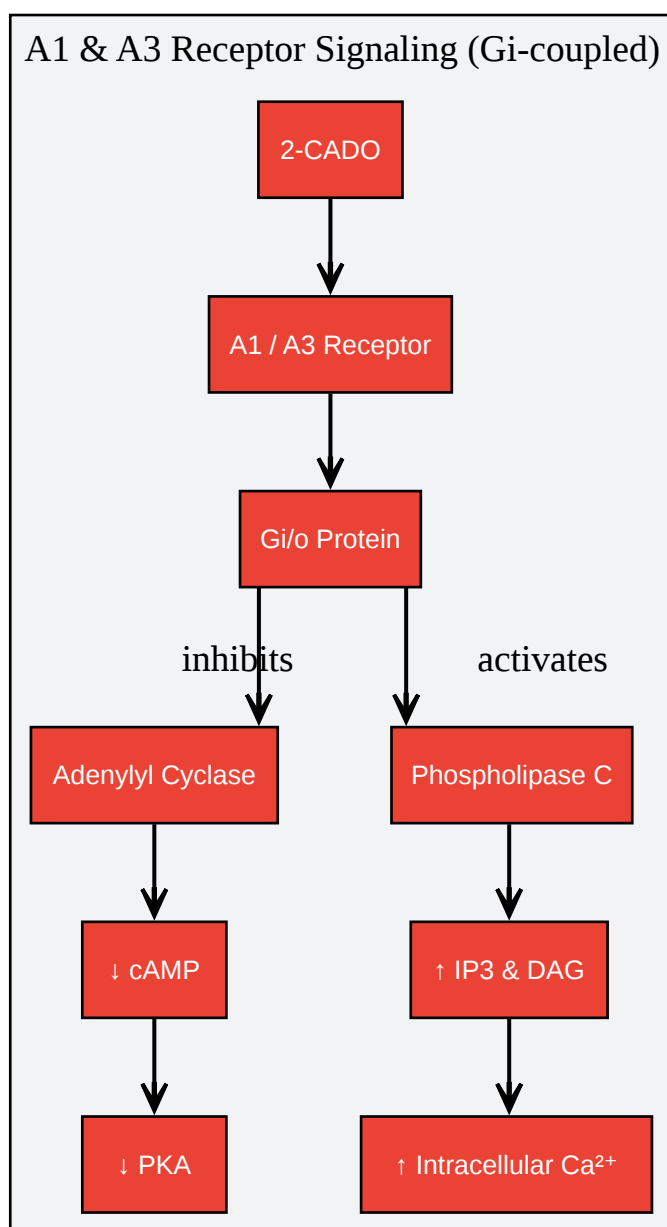 A1 & A3 Receptor Signaling (Gi-coupled)
2-CADO
A1 / A3 Receptor
Gi/o Protein
inhibits
activates
Adenylyl Cyclase
Phospholipase C
↓ cAMP
↑ IP3 & DAG
↓ PKA
↑ Intracellular Ca²⁺